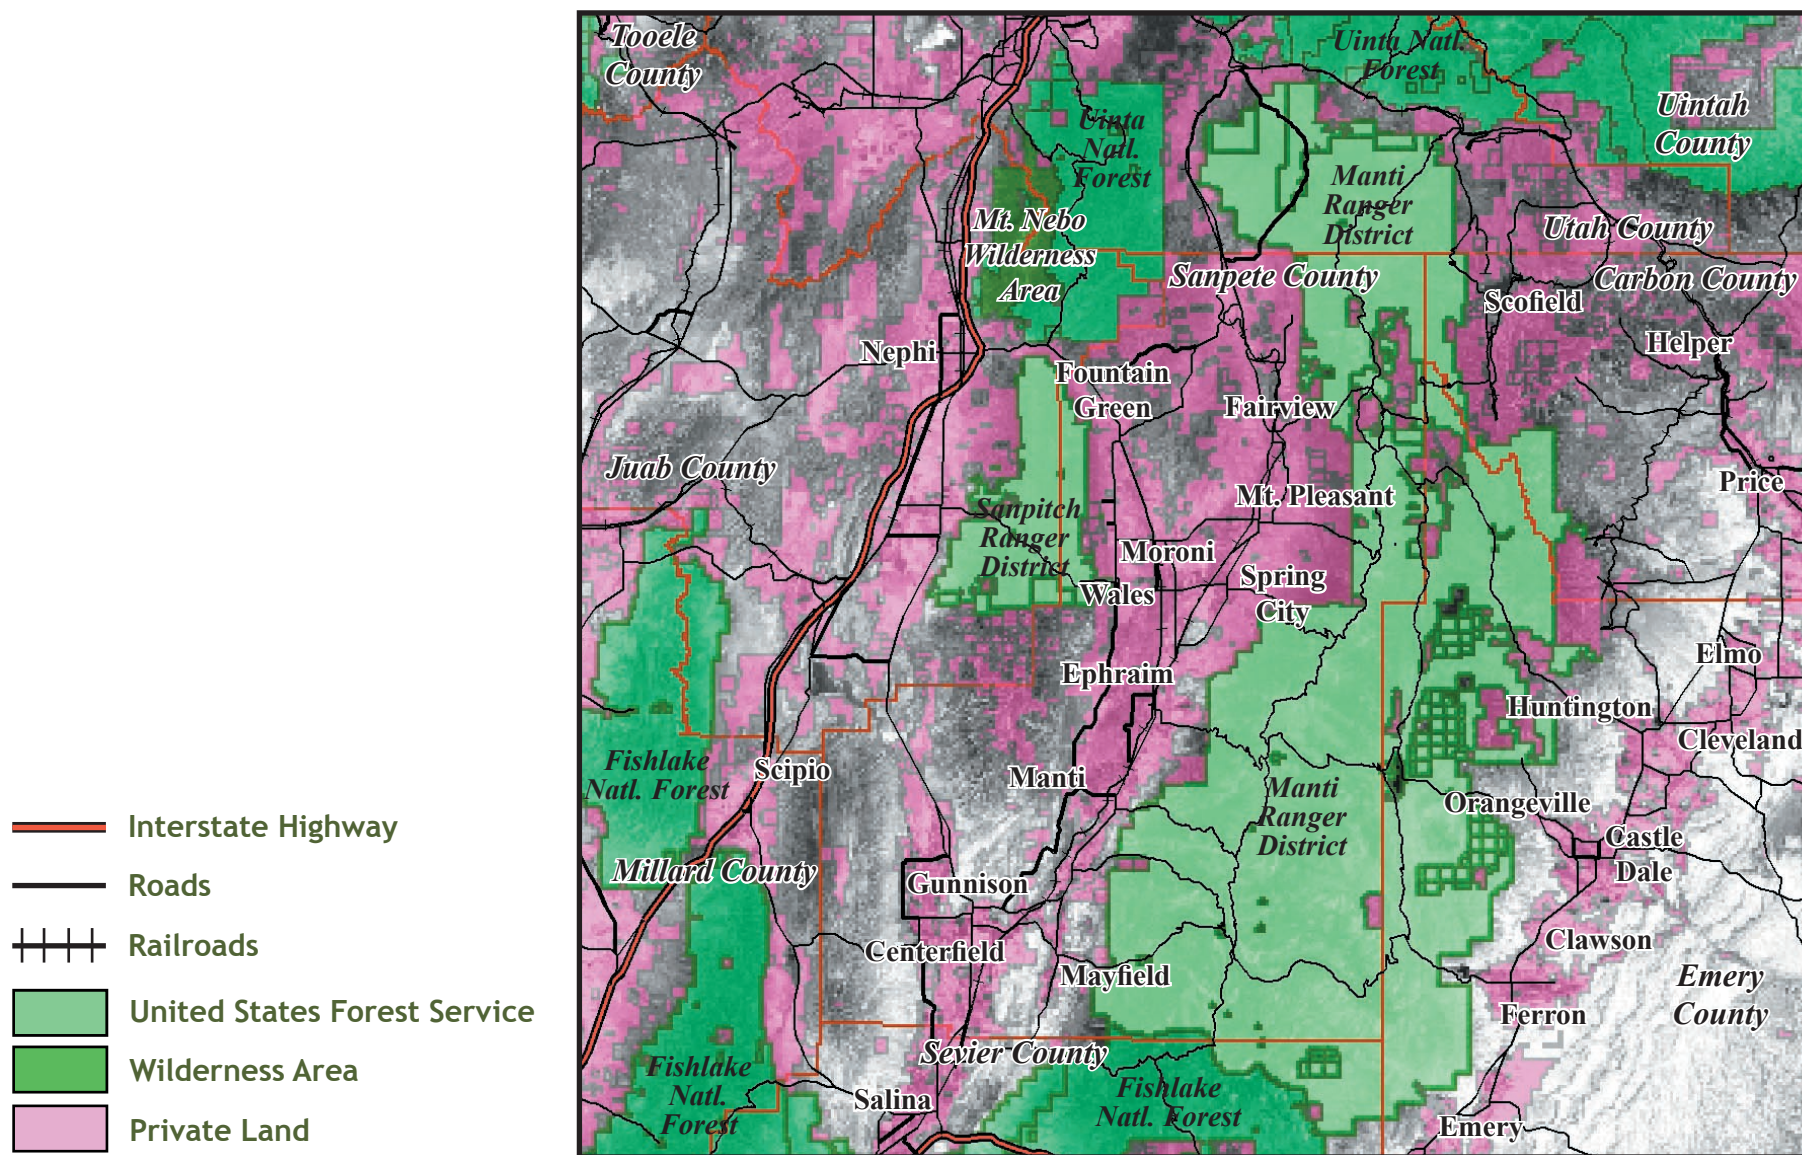 Tooele
County
Uinta Natl.
Forest
Uintah
County
Uinta
Natl.
Forest
Manti
Ranger
District
Mt. Nebo
Wilderness
Area
Utah County
Sanpete County
Carbon County
Scofield
Nephi
Helper
Fountain
Green
Fairview
Juab County
Price
Mt. Pleasant
Sanpitch
Ranger
District
Moroni
Spring
City
Wales
Elmo
Ephraim
Huntington
Cleveland
Fishlake
Natl. Forest
Scipio
Manti
Manti
Ranger
District
Orangeville
Castle
Dale
Millard County
Gunnison
Centerfield
Clawson
Mayfield
Emery
County
Ferron
Sevier County
Fishlake
Natl.
Forest
Salina
Fishlake
Natl. Forest
Emery
Interstate Highway
Roads
Railroads
United States Forest Service
Wilderness Area
Private Land